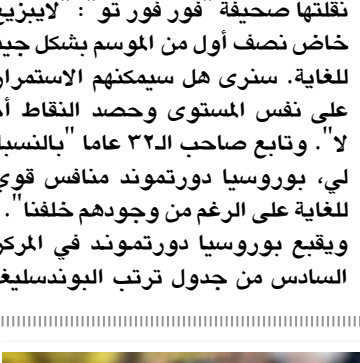 نقلتها صحيفة "فور فور تو": "لايبزيغ
خاض نصف أول من الموسم بشكل جيد
للغاية. سنرى هل سيمكنهم الاستمرار
على نفس المستوى وحصد النقاط أم
لا". وتابع صاحب الـ٣٢ عاما "بالنسبة
لي، بوروسيا دورتموند منافس قوي
للغاية على الرغم من وجودهم خلفنا".
ويقبع بوروسيا دورتموند في المركز
السادس من جدول ترتب البوندسليغا